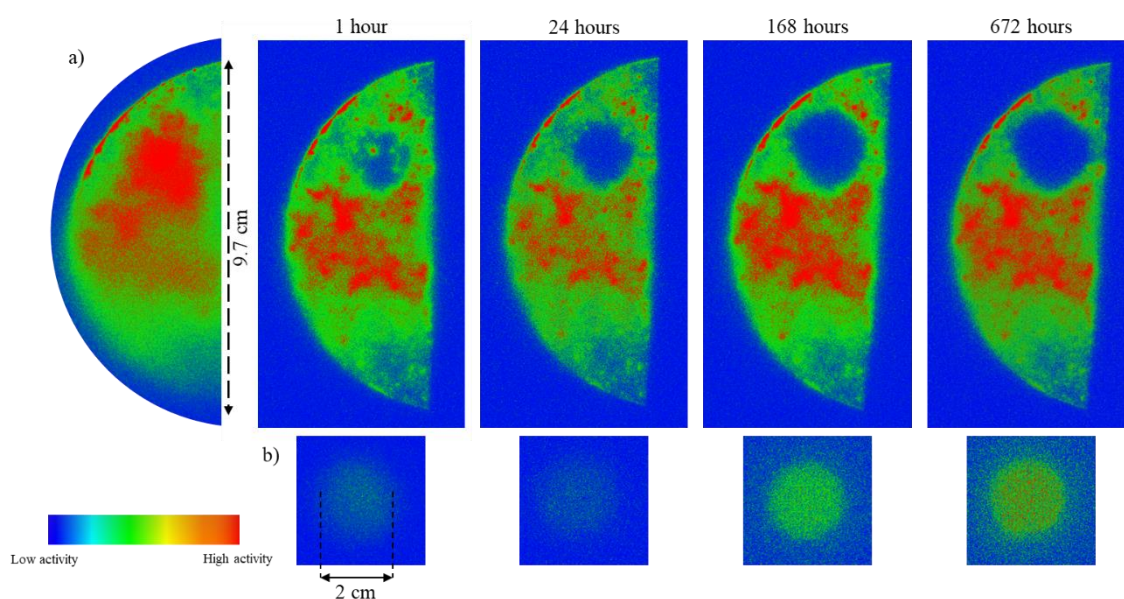 1 hour
24 hours
168 hours
672 hours
a)
9.7 cm
b)
Low activity
High activity
2 cm